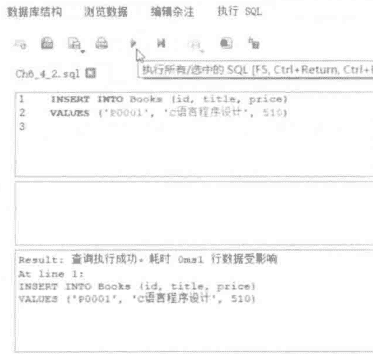 数据库结构 浏览数据 编辑杂注 执行 SQL
Ch6_4_2.sql
执行所有/选中的 SQL [F5, Ctrl+Return, Ctrl+
1 INSERT INTO Books (id, title, price)
2 VALUES ('P0001', 'C语言程序设计', 510)
3
Result: 查询执行成功。耗时 0ms1 行数据受影响
At line 1:
INSERT INTO Books (id, title, price)
VALUES ('P0001', 'C语言程序设计', 510)